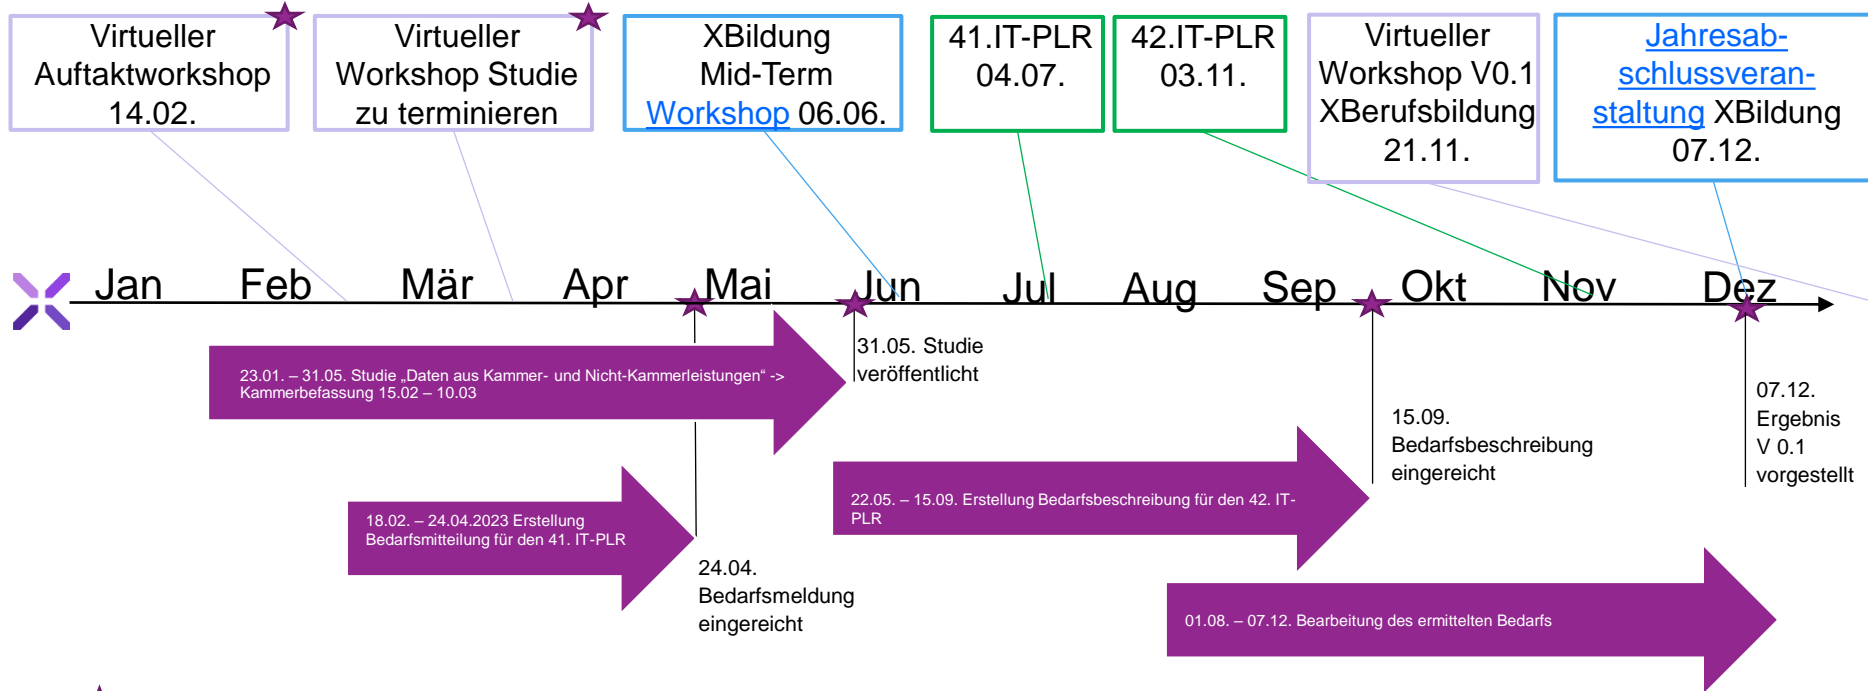 Virtueller
Auftaktworkshop
14.02.
Virtueller
Workshop Studie
zu terminieren
XBildung
Mid-Term
Workshop 06.06.
41.IT-PLR
04.07.
42.IT-PLR
03.11.
Virtueller
Workshop V0.1
XBerufsbildung
21.11.
Jahresab-
schlussveran-
staltung XBildung
07.12.
Jan Feb Mär Apr Mai Jun Jul Aug Sep Okt Nov Dez
23.01. – 31.05. Studie „Daten aus Kammer- und Nicht-Kammerleistungen“ ->
Kammerbefassung 15.02 – 10.03
31.05. Studie
veröffentlicht
18.02. – 24.04.2023 Erstellung
Bedarfsmitteilung für den 41. IT-PLR
24.04.
Bedarfsmeldung
eingereicht
22.05. – 15.09. Erstellung Bedarfsbeschreibung für den 42. IT-
PLR
15.09.
Bedarfsbeschreibung
eingereicht
01.08. – 07.12. Bearbeitung des ermittelten Bedarfs
07.12.
Ergebnis
V 0.1
vorgestellt